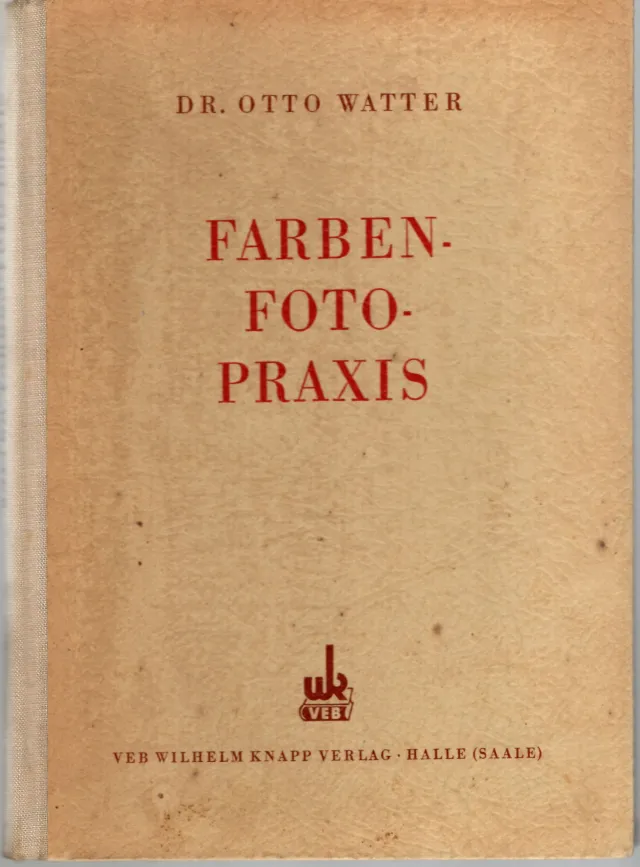 DR. OTTO WATTER
FARBEN-
FOTO-
PRAXIS
wk
VEB
VEB WILHELM KNAPP VERLAG · HALLE (SAALE)